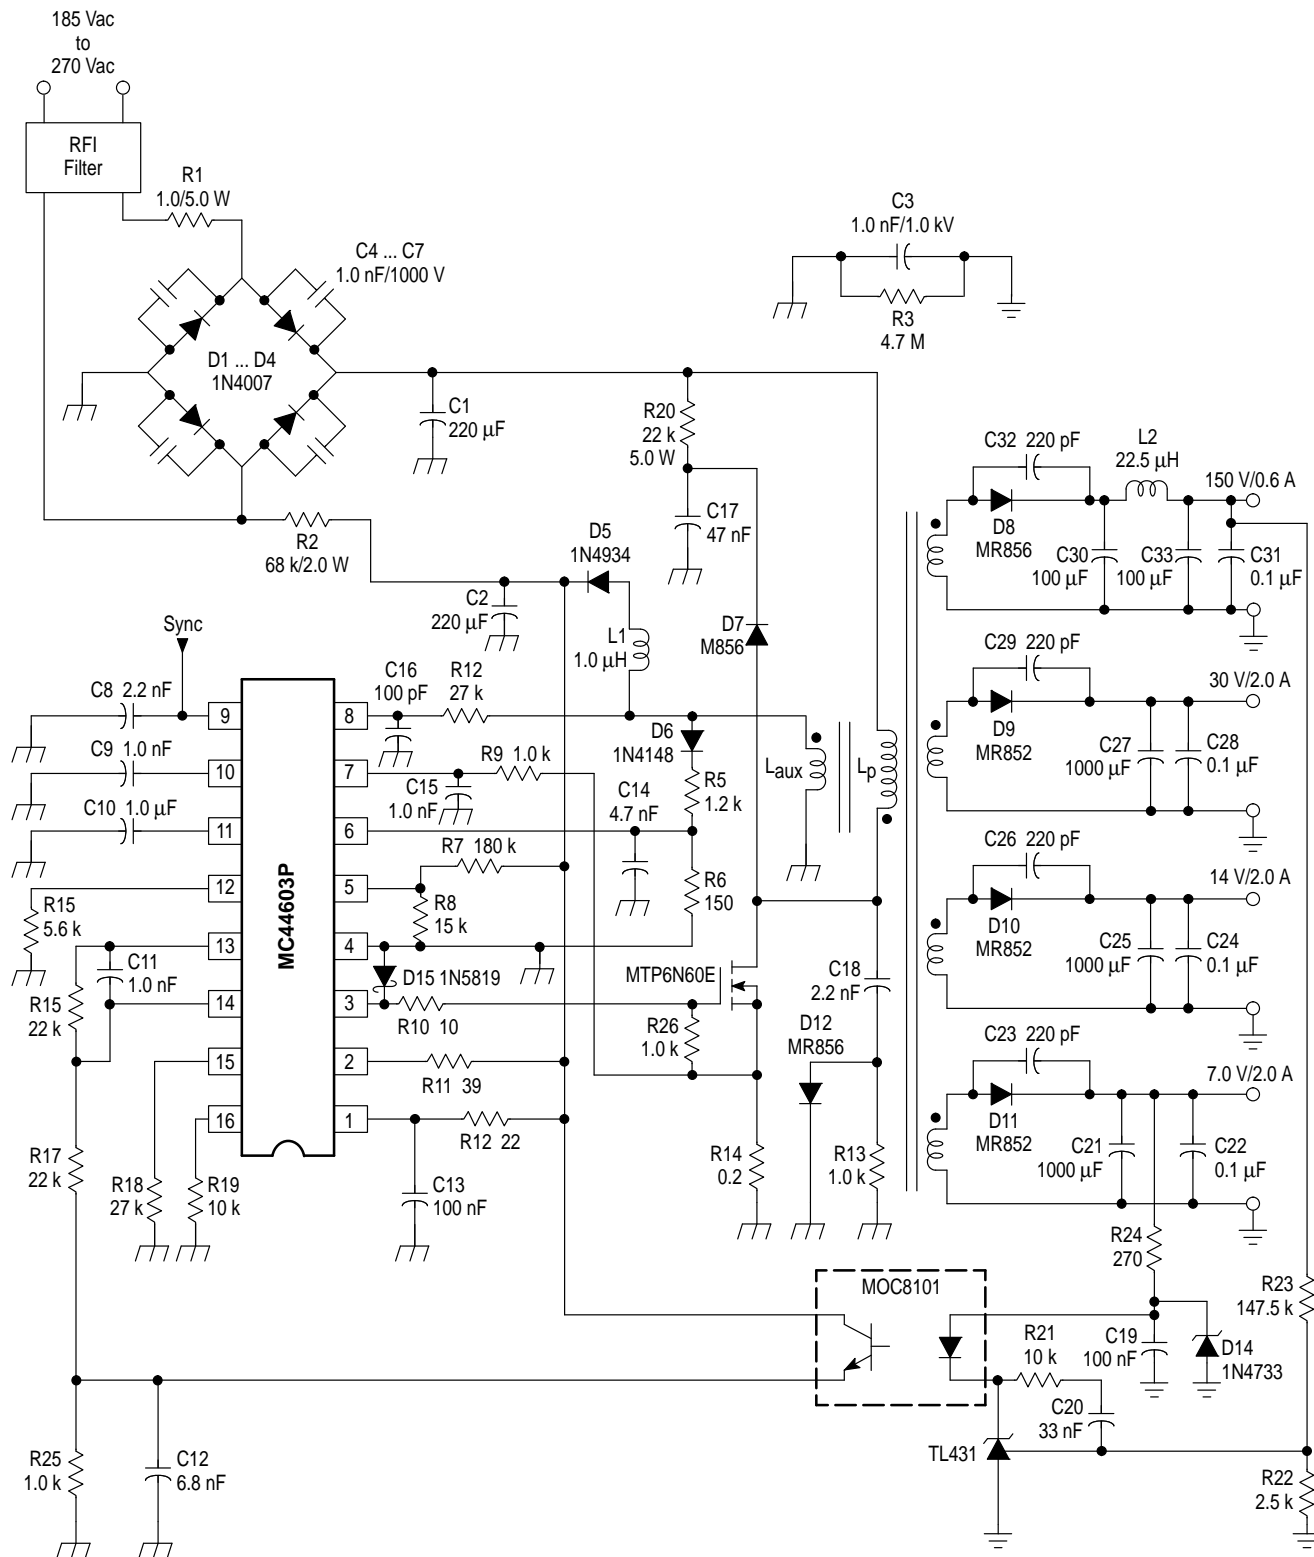 185 Vac
to
270 Vac
RFI
Filter
R1
1.0/5.0 W
C4 ... C7
1.0 nF/1000 V
D1 ... D4
1N4007
C3
1.0 nF/1.0 kV
R3
4.7 M
C1
220 µF
R20
22 k
5.0 W
C17
47 nF
R2
68 k/2.0 W
D5
1N4934
C2
220 µF
L1
1.0 µH
D7
M856
C32 220 pF
L2
22.5 µH
150 V/0.6 A
D8
MR856
C30
100 µF
C33
100 µF
C31
0.1 µF
Sync
C8 2.2 nF
C9 1.0 nF
C10 1.0 µF
C16
100 pF
R12
27 k
D6
1N4148
R9 1.0 k
C15
1.0 nF
C14
4.7 nF
R5
1.2 k
Laux
Lp
C29 220 pF
30 V/2.0 A
D9
MR852
C27
1000 µF
C28
0.1 µF
R7 180 k
R8
15 k
R6
150
MC44603P
9
10
11
12
13
14
15
16
8
7
6
5
4
3
2
1
R15
5.6 k
C11
1.0 nF
R15
22 k
D15 1N5819
R10 10
MTP6N60E
C18
2.2 nF
R26
1.0 k
D12
MR856
R11 39
R12 22
C26 220 pF
14 V/2.0 A
D10
MR852
C25
1000 µF
C24
0.1 µF
C23 220 pF
7.0 V/2.0 A
D11
MR852
C21
1000 µF
C22
0.1 µF
R17
22 k
R18
27 k
R19
10 k
C13
100 nF
R14
0.2
R13
1.0 k
R24
270
MOC8101
R23
147.5 k
R21
10 k
C19
100 nF
D14
1N4733
C20
33 nF
TL431
R25
1.0 k
C12
6.8 nF
R22
2.5 k